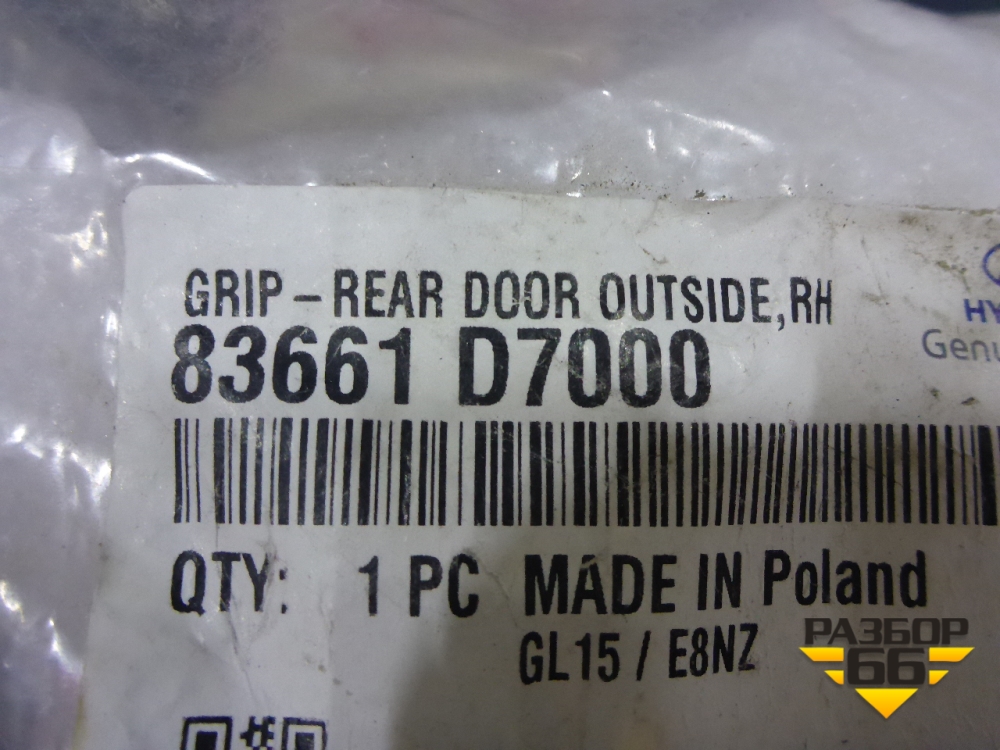 GRIP-REAR DOOR OUTSIDE, RH
83661 D7000
QTY: 1 PC MADE IN Poland
GL15 / E8NZ
РАЗБОР
66